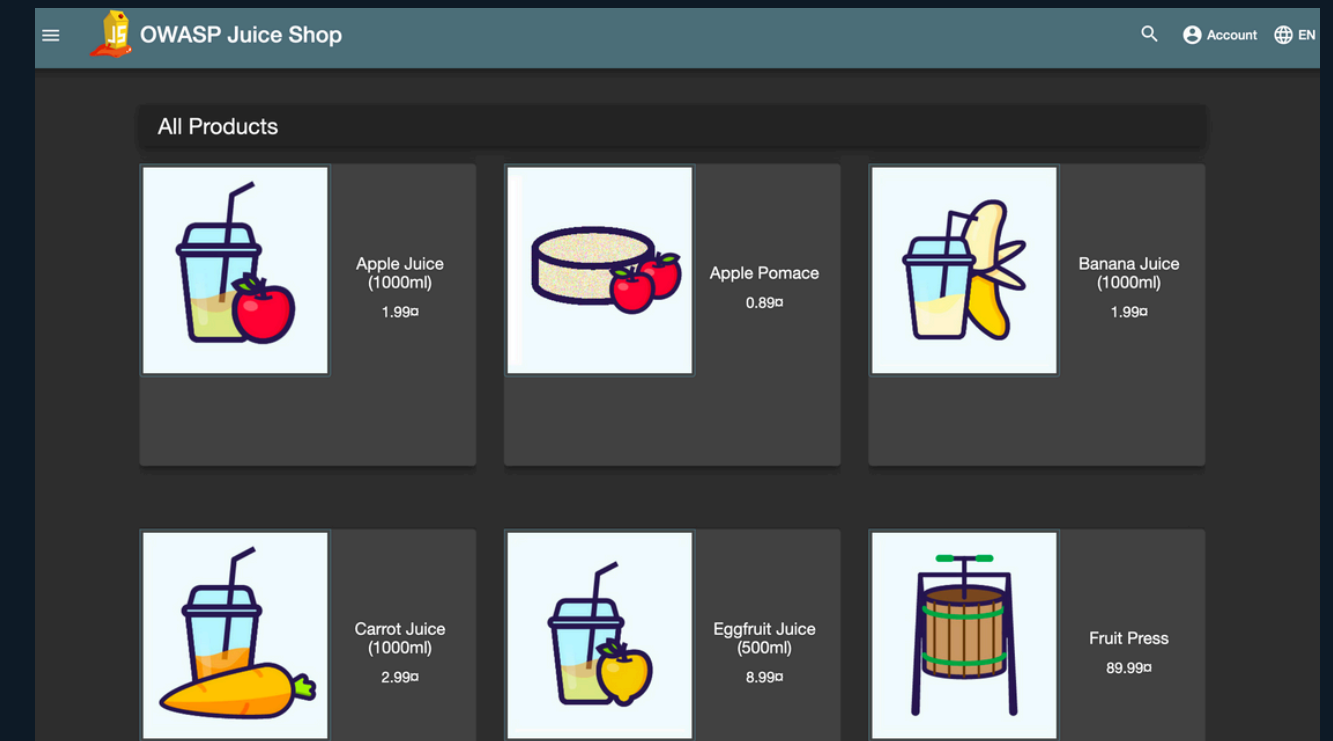 JS
OWASP Juice Shop
Account
EN
All Products
Apple Juice
(1000ml)
1.99¤
Apple Pomace
0.89¤
Banana Juice
(1000ml)
1.99¤
Carrot Juice
(1000ml)
2.99¤
Eggfruit Juice
(500ml)
8.99¤
Fruit Press
89.99¤